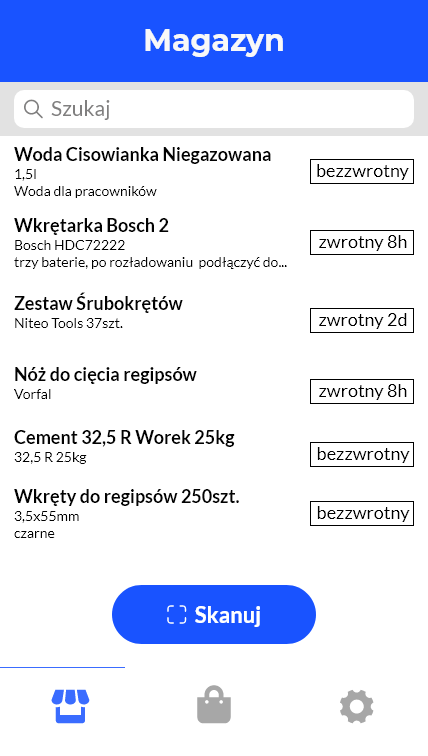 Magazyn
Szukaj
Woda Cisowianka Niegazowana
1,5l
Woda dla pracowników
bezzwrotny
Wkrętarka Bosch 2
Bosch HDC72222
trzy baterie, po rozładowaniu podłączyć do...
zwrotny 8h
Zestaw Śrubokrętów
Niteo Tools 37szt.
zwrotny 2d
Nóż do cięcia regipsów
Vorfal
zwrotny 8h
Cement 32,5 R Worek 25kg
32,5 R 25kg
bezzwrotny
Wkręty do regipsów 250szt.
3,5x55mm
czarne
bezzwrotny
Skanuj